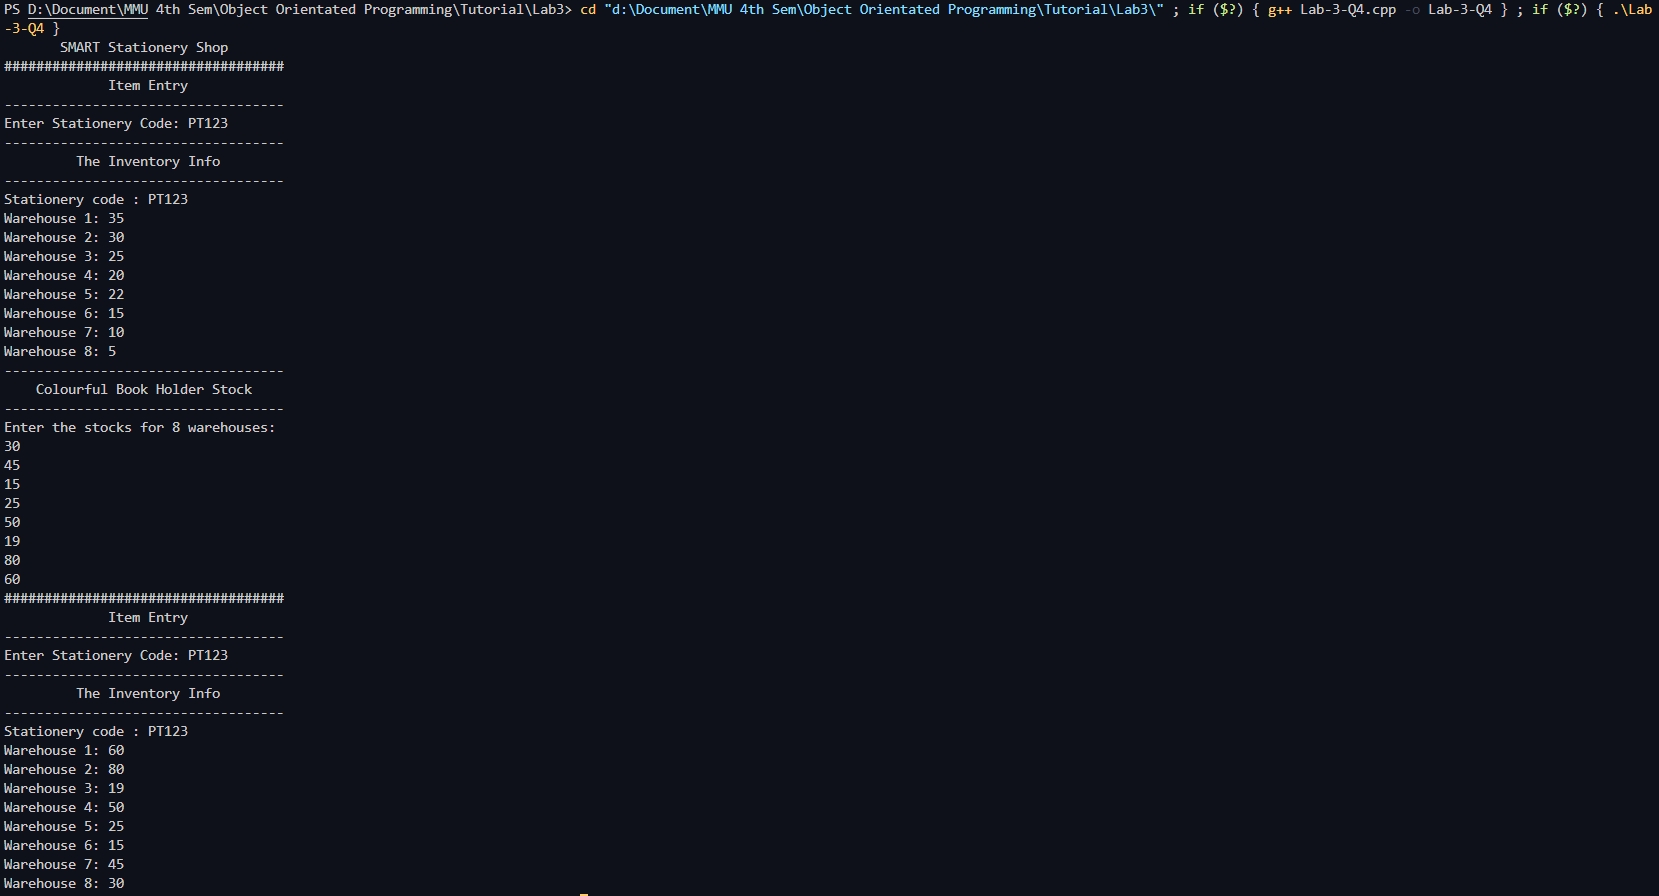 PS D:\Document\MMU 4th Sem\Object Orientated Programming\Tutorial\Lab3> cd "d:\Document\MMU 4th Sem\Object Orientated Programming\Tutorial\Lab3\" ; if ($?) { g++ Lab-3-Q4.cpp -o Lab-3-Q4 } ; if ($?) { .\Lab
-3-Q4 }
SMART Stationery Shop
###################################
Item Entry
-----------------------------------
Enter Stationery Code: PT123
-----------------------------------
The Inventory Info
-----------------------------------
Stationery code : PT123
Warehouse 1: 35
Warehouse 2: 30
Warehouse 3: 25
Warehouse 4: 20
Warehouse 5: 22
Warehouse 6: 15
Warehouse 7: 10
Warehouse 8: 5
-----------------------------------
Colourful Book Holder Stock
-----------------------------------
Enter the stocks for 8 warehouses:
30
45
15
25
50
19
80
60
###################################
Item Entry
-----------------------------------
Enter Stationery Code: PT123
-----------------------------------
The Inventory Info
-----------------------------------
Stationery code : PT123
Warehouse 1: 60
Warehouse 2: 80
Warehouse 3: 19
Warehouse 4: 50
Warehouse 5: 25
Warehouse 6: 15
Warehouse 7: 45
Warehouse 8: 30